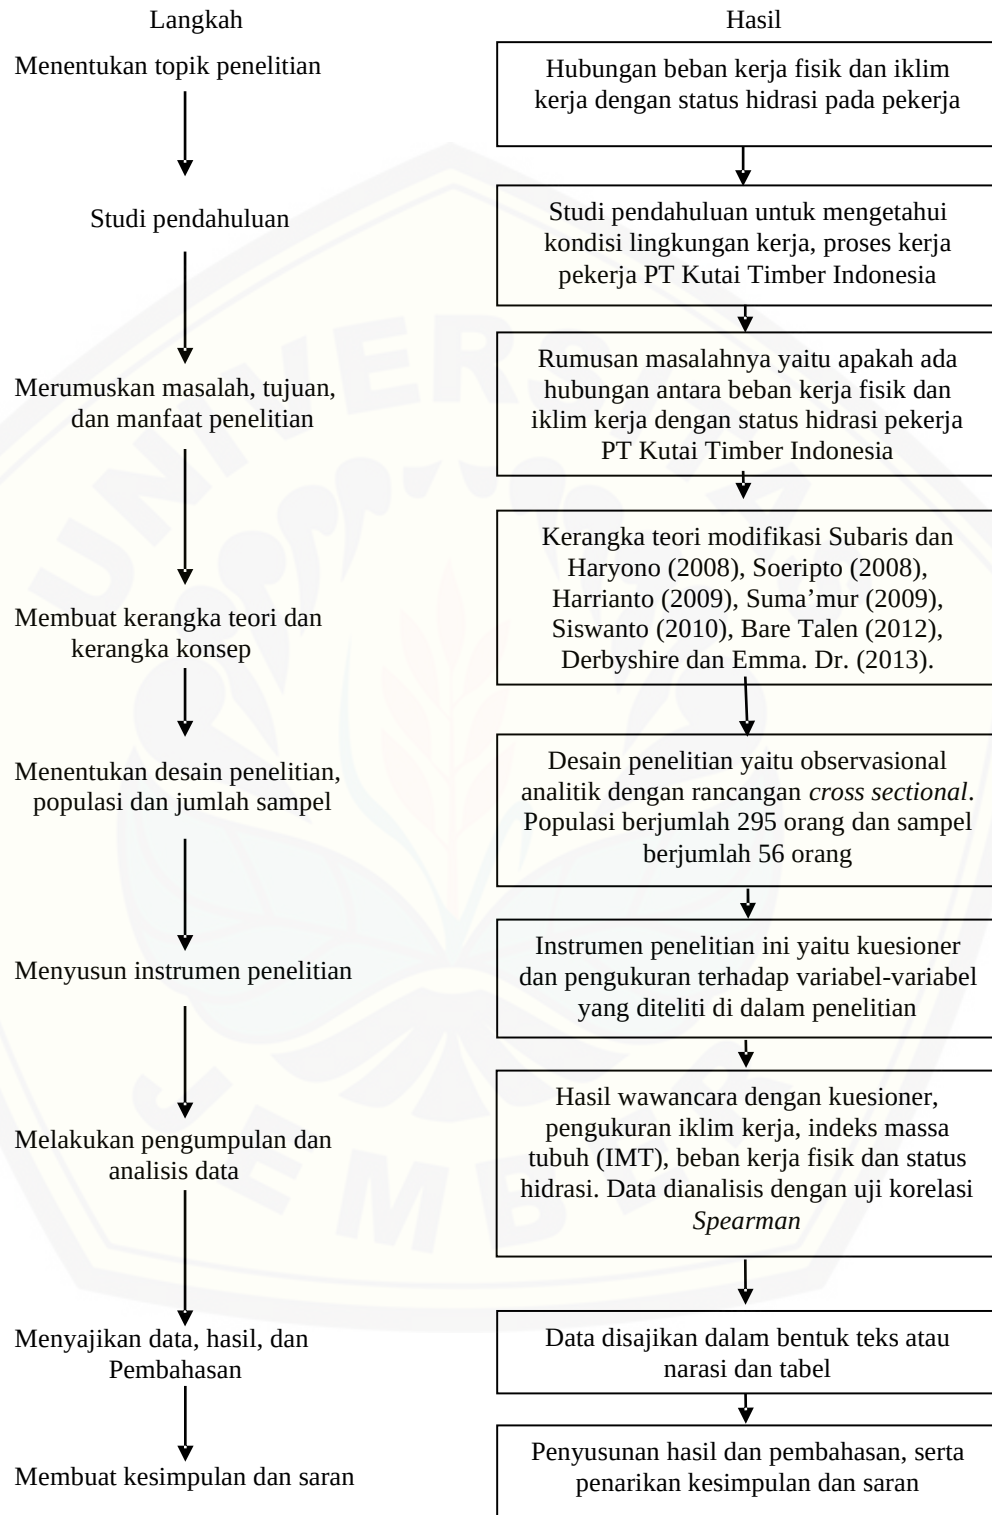 Langkah
Hasil
Menentukan topik penelitian
Hubungan beban kerja fisik dan iklim
kerja dengan status hidrasi pada pekerja
Studi pendahuluan
Studi pendahuluan untuk mengetahui
kondisi lingkungan kerja, proses kerja
pekerja PT Kutai Timber Indonesia
Merumuskan masalah, tujuan,
dan manfaat penelitian
Rumusan masalahnya yaitu apakah ada
hubungan antara beban kerja fisik dan
iklim kerja dengan status hidrasi pekerja
PT Kutai Timber Indonesia
Membuat kerangka teori dan
kerangka konsep
Kerangka teori modifikasi Subaris dan
Haryono (2008), Soeripto (2008),
Harrianto (2009), Suma’mur (2009),
Siswanto (2010), Bare Talen (2012),
Derbyshire dan Emma. Dr. (2013).
Menentukan desain penelitian,
populasi dan jumlah sampel
Desain penelitian yaitu observasional
analitik dengan rancangan cross sectional.
Populasi berjumlah 295 orang dan sampel
berjumlah 56 orang
Menyusun instrumen penelitian
Instrumen penelitian ini yaitu kuesioner
dan pengukuran terhadap variabel-variabel
yang diteliti di dalam penelitian
Melakukan pengumpulan dan
analisis data
Hasil wawancara dengan kuesioner,
pengukuran iklim kerja, indeks massa
tubuh (IMT), beban kerja fisik dan status
hidrasi. Data dianalisis dengan uji korelasi
Spearman
Menyajikan data, hasil, dan
Pembahasan
Data disajikan dalam bentuk teks atau
narasi dan tabel
Membuat kesimpulan dan saran
Penyusunan hasil dan pembahasan, serta
penarikan kesimpulan dan saran
UNIVERSITAS
JEMBER